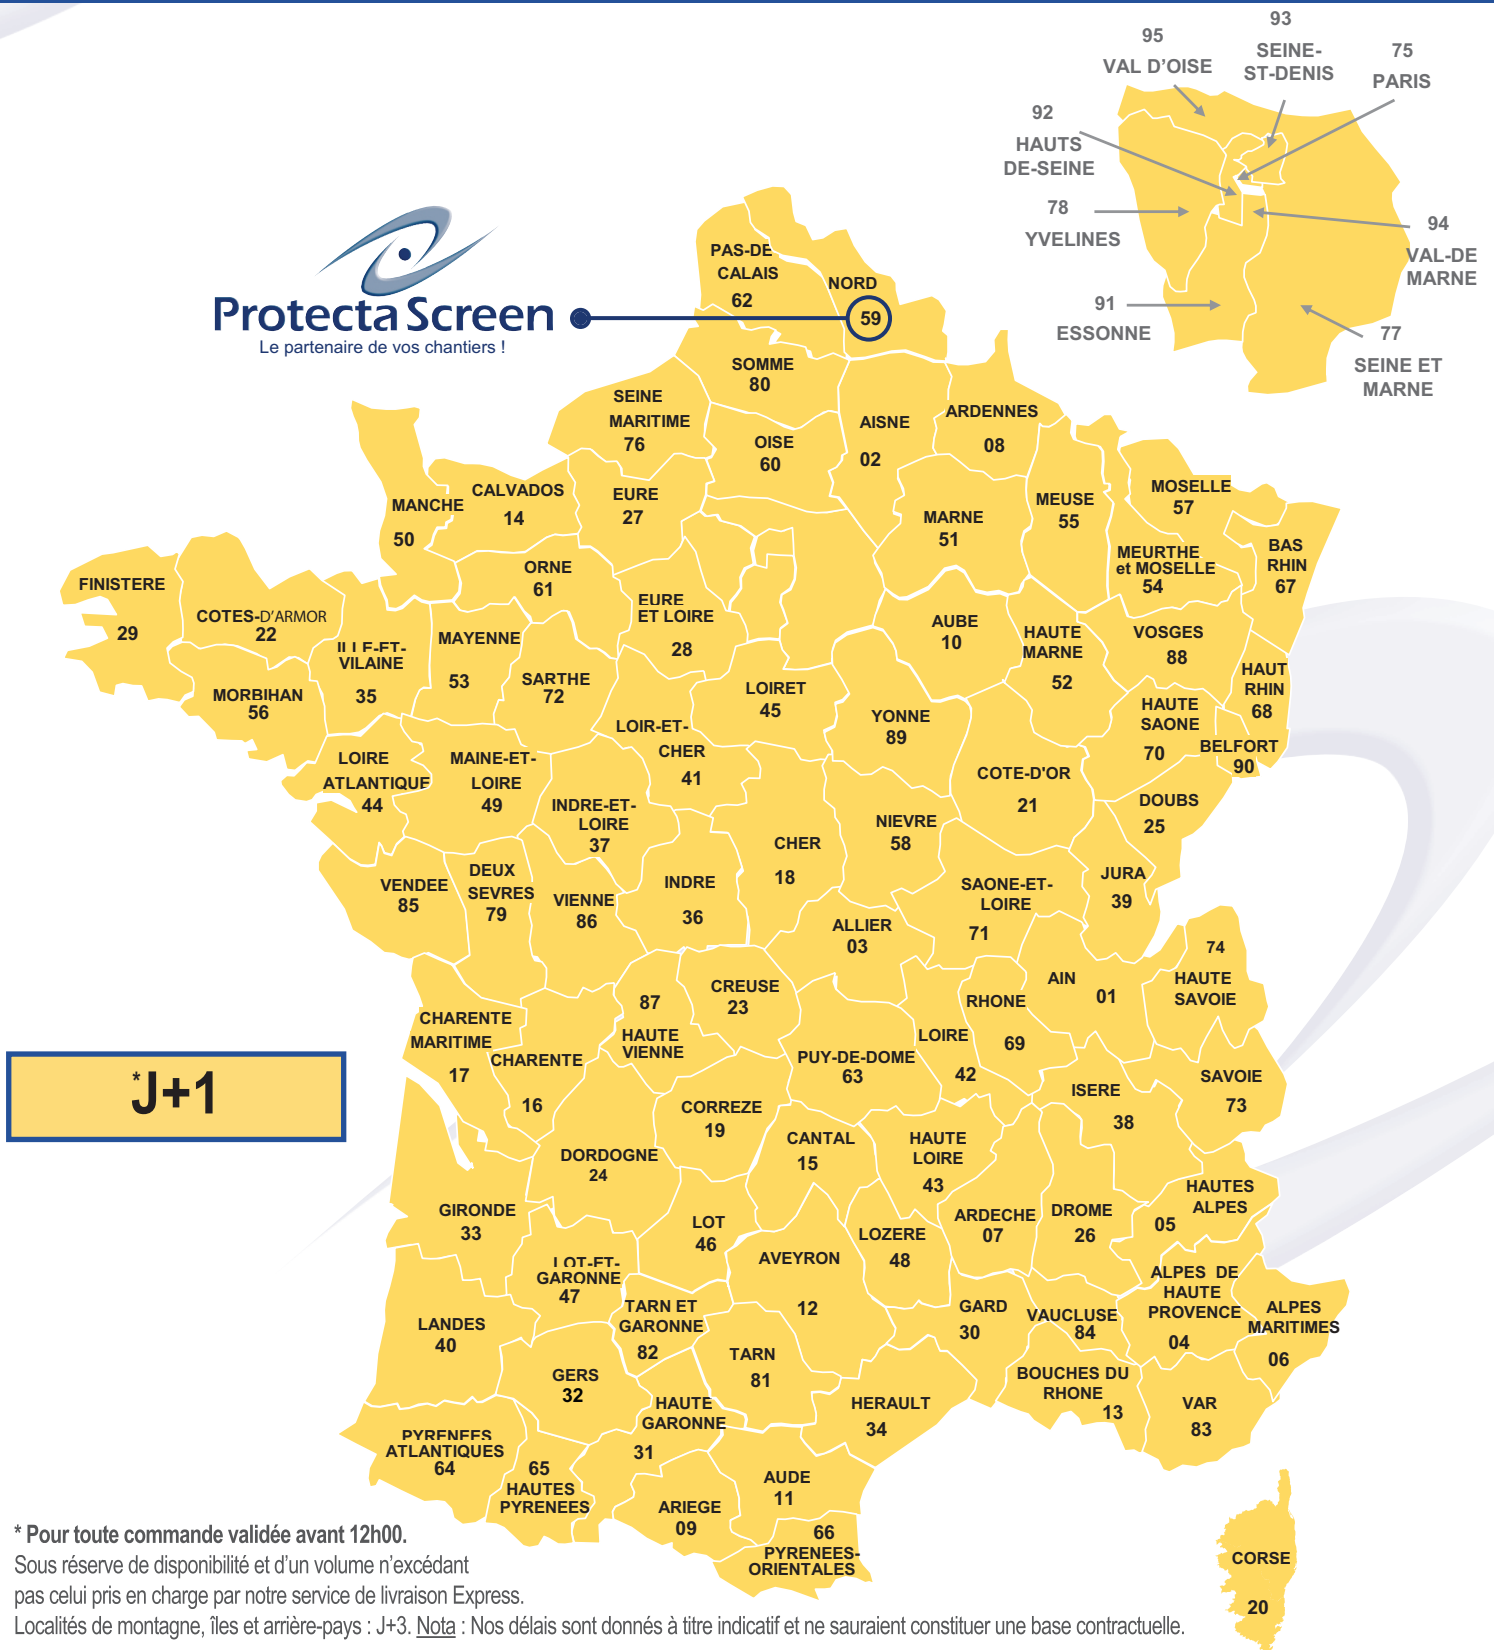 93
95
SEINE-
75
VAL D’OISE
ST-DENIS
PARIS
92
HAUTS
DE-SEINE
78
YVELINES
94
VAL-DE
MARNE
91
ESSONNE
77
SEINE ET
MARNE
Protecta Screen
Le partenaire de vos chantiers !
PAS-DE
CALAIS
62
NORD
59
SOMME
80
SEINE
MARITIME
76
OISE
60
AISNE
02
ARDENNES
08
MANCHE
50
CALVADOS
14
EURE
27
MARNE
51
MEUSE
55
MOSELLE
57
MEURTHE
et MOSELLE
54
BAS
RHIN
67
FINISTERE
29
COTES-D’ARMOR
22
ILLE-ET-
VILAINE
35
ORNE
61
MAYENNE
53
SARTHE
72
EURE
ET LOIRE
28
AUBE
10
HAUTE
MARNE
52
VOSGES
88
HAUT
RHIN
68
MORBIHAN
56
LOIRET
45
LOIR-ET-
CHER
41
YONNE
89
HAUTE
SAONE
70
BELFORT
90
LOIRE
ATLANTIQUE
44
MAINE-ET-
LOIRE
49
INDRE-ET-
LOIRE
37
COTE-D'OR
21
DOUBS
25
NIEVRE
58
CHER
18
VENDEE
85
DEUX
SEVRES
79
VIENNE
86
INDRE
36
SAONE-ET-
LOIRE
71
JURA
39
ALLIER
03
74
HAUTE
SAVOIE
CHARENTE
MARITIME
17
CHARENTE
16
87
HAUTE
VIENNE
CREUSE
23
PUY-DE-DOME
63
LOIRE
42
RHONE
69
AIN
01
ISERE
38
SAVOIE
73
*J+1
CORREZE
19
DORDOGNE
24
CANTAL
15
HAUTE
LOIRE
43
GIRONDE
33
LOT
46
AVEYRON
12
LOZERE
48
ARDECHE
07
DROME
26
HAUTES
ALPES
05
LOT-ET-
GARONNE
47
TARN ET
GARONNE
82
ALPES DE
HAUTE
PROVENCE
04
ALPES
MARITIMES
06
LANDES
40
GERS
32
TARN
81
GARD
30
VAUCLUSE
84
BOUCHES DU
RHONE
13
VAR
83
HAUTE
GARONNE
31
HERAULT
34
PYRENEES
ATLANTIQUES
64
65
HAUTES
PYRENEES
ARIEGE
09
AUDE
11
66
PYRENEES-
ORIENTALES
CORSE
20
* Pour toute commande validée avant 12h00.
Sous réserve de disponibilité et d’un volume n’excédant
pas celui pris en charge par notre service de livraison Express.
Localités de montagne, îles et arrière-pays : J+3. Nota : Nos délais sont donnés à titre indicatif et ne sauraient constituer une base contractuelle.